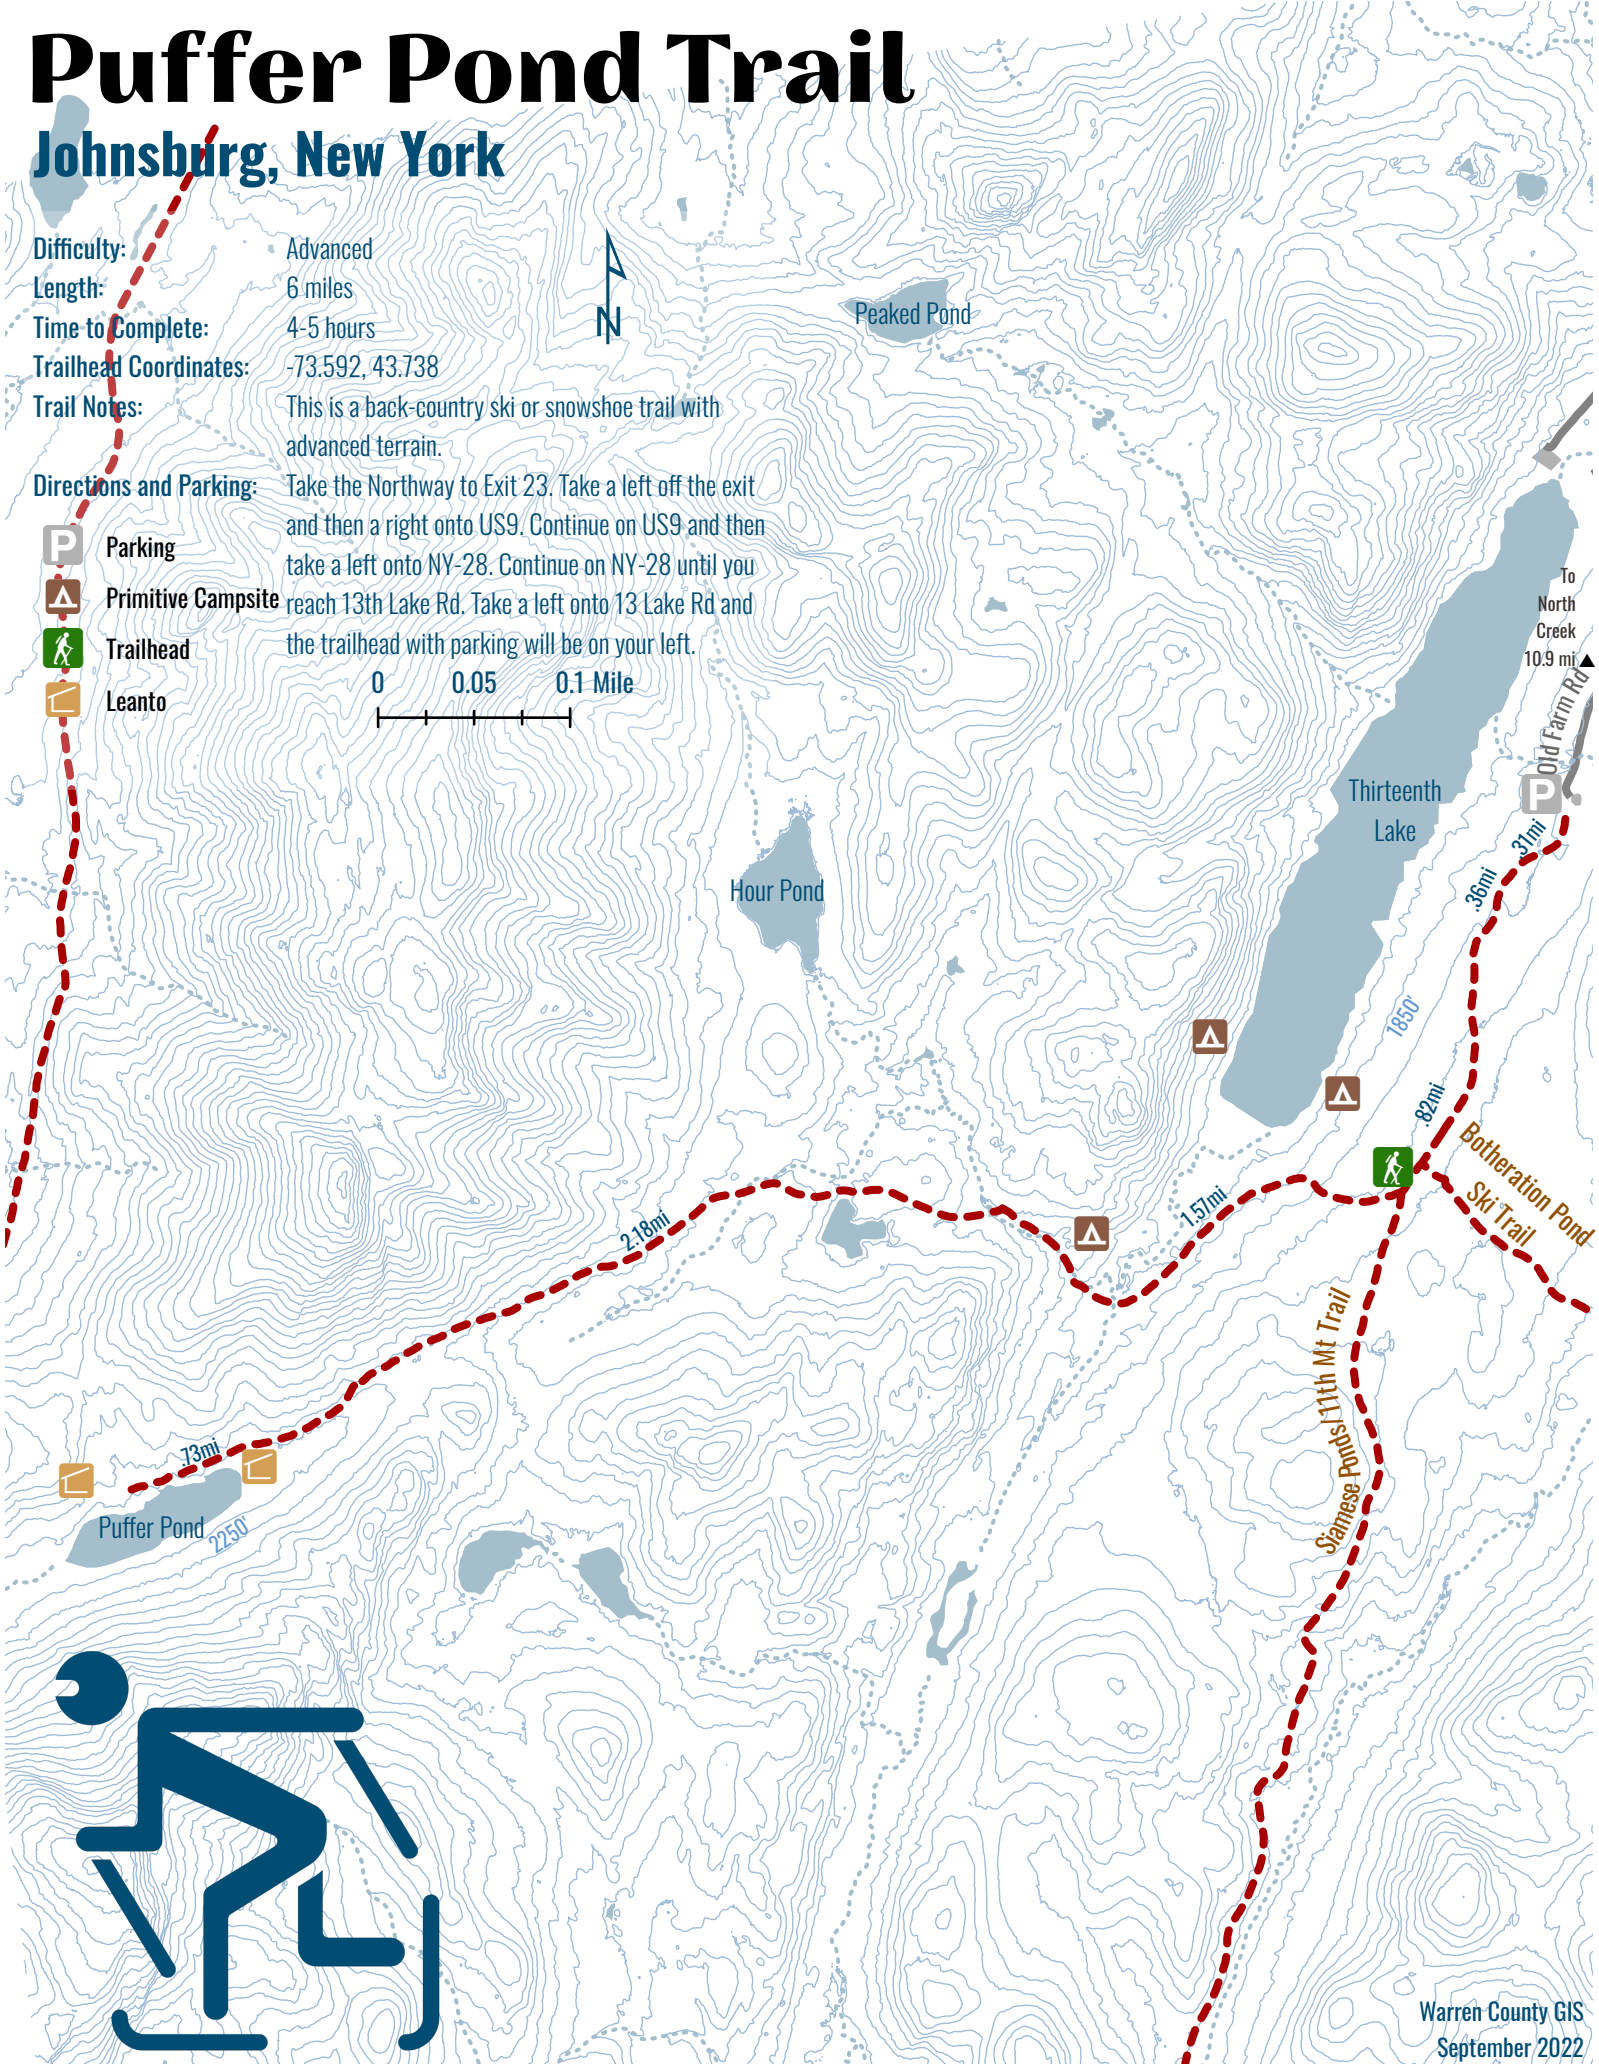 Puffer Pond Trail
Johnsburg, New York
Difficulty: Advanced
Length: 6 miles
Time to Complete: 4-5 hours
Trailhead Coordinates: -73.592, 43.738
Trail Notes: This is a back-country ski or snowshoe trail with
advanced terrain.
Directions and Parking: Take the Northway to Exit 23. Take a left off the exit
and then a right onto US9. Continue on US9 and then
take a left onto NY-28. Continue on NY-28 until you
reach 13th Lake Rd. Take a left onto 13 Lake Rd and
the trailhead with parking will be on your left.
P Parking
Primitive Campsite
Trailhead
Leanto
N
0 0.05 0.1 Mile
Peaked Pond
To
North
Creek
10.9 mi
Old Farm Rd
P
Thirteenth
Lake
.31mi
.36mi
Hour Pond
1850'
.82mi
Botheration Pond
Ski Trail
1.57mi
2.18mi
Siamese Ponds/ 11th Mt Trail
.73mi
Puffer Pond
2250'
Warren County GIS
September 2022